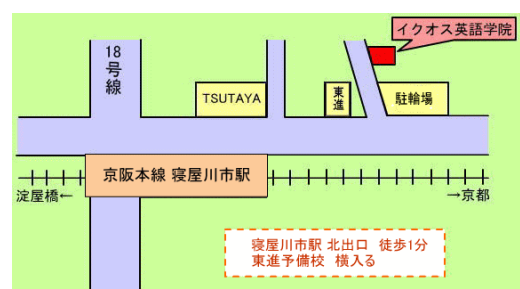 イクオス英語学院
18号線
TSUTAYA
東進
駐輪場
京阪本線 寝屋川市駅
淀屋橋←
→京都
寝屋川市駅 北出口 徒歩1分
東進予備校 横入る